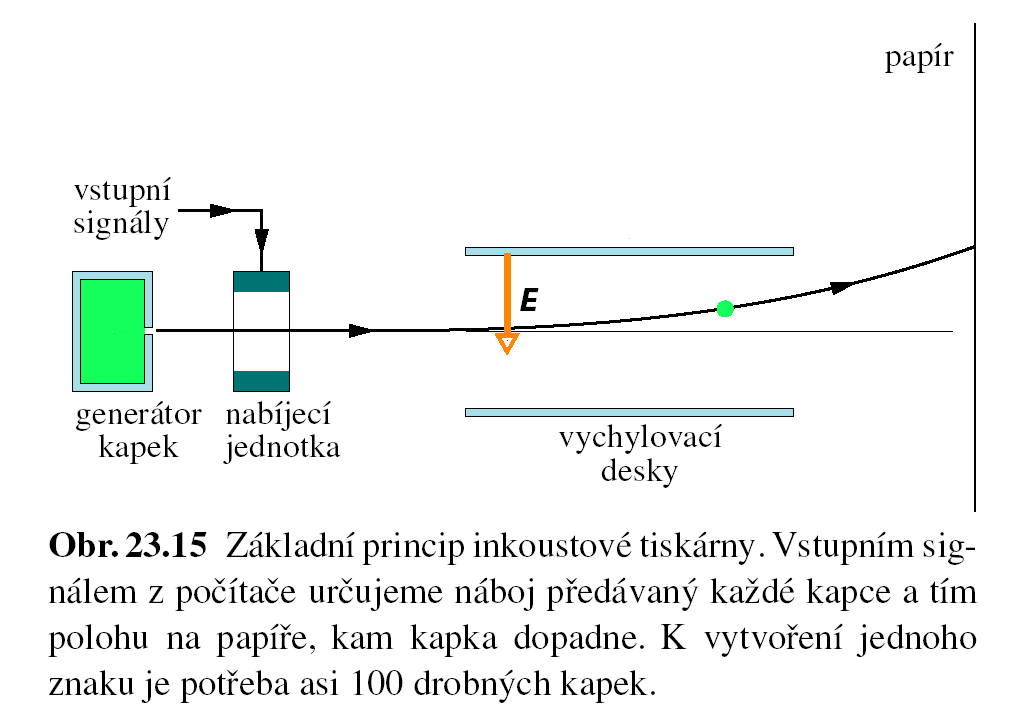 papír
vstupní
signály
E
generátor
kapek
nabíjecí
jednotka
vychylovací
desky
Obr. 23.15 Základní princip inkoustové tiskárny. Vstupním sig-
nálem z počítače určujeme náboj předávaný každé kapce a tím
polohu na papíře, kam kapka dopadne. K vytvoření jednoho
znaku je potřeba asi 100 drobných kapek.